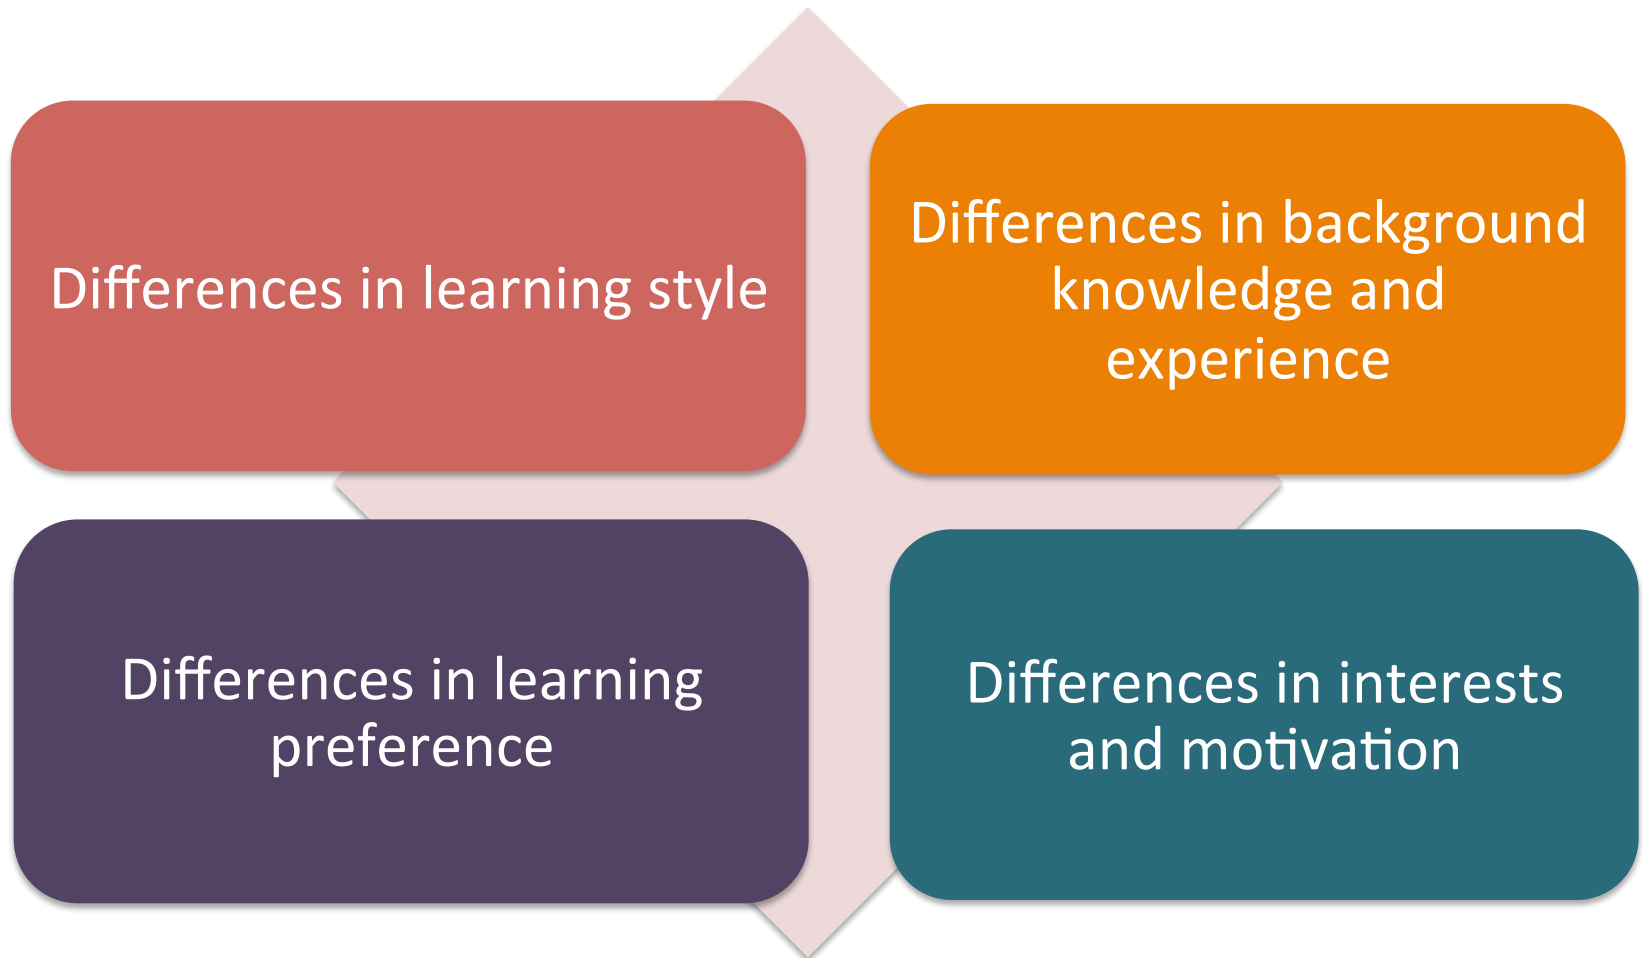 Differences in learning style
Differences in background
knowledge and
experience
Differences in learning
preference
Differences in interests
and motivation